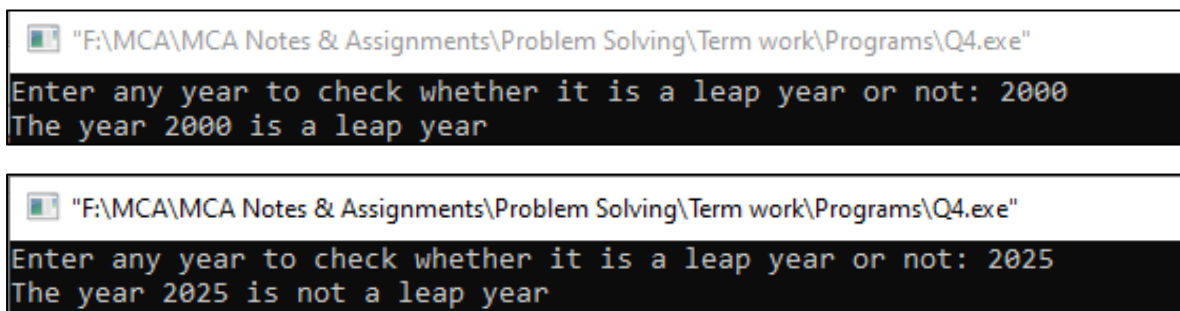 "F:\MCA\MCA Notes & Assignments\Problem Solving\Term work\Programs\Q4.exe"
Enter any year to check whether it is a leap year or not: 2000
The year 2000 is a leap year
"F:\MCA\MCA Notes & Assignments\Problem Solving\Term work\Programs\Q4.exe"
Enter any year to check whether it is a leap year or not: 2025
The year 2025 is not a leap year